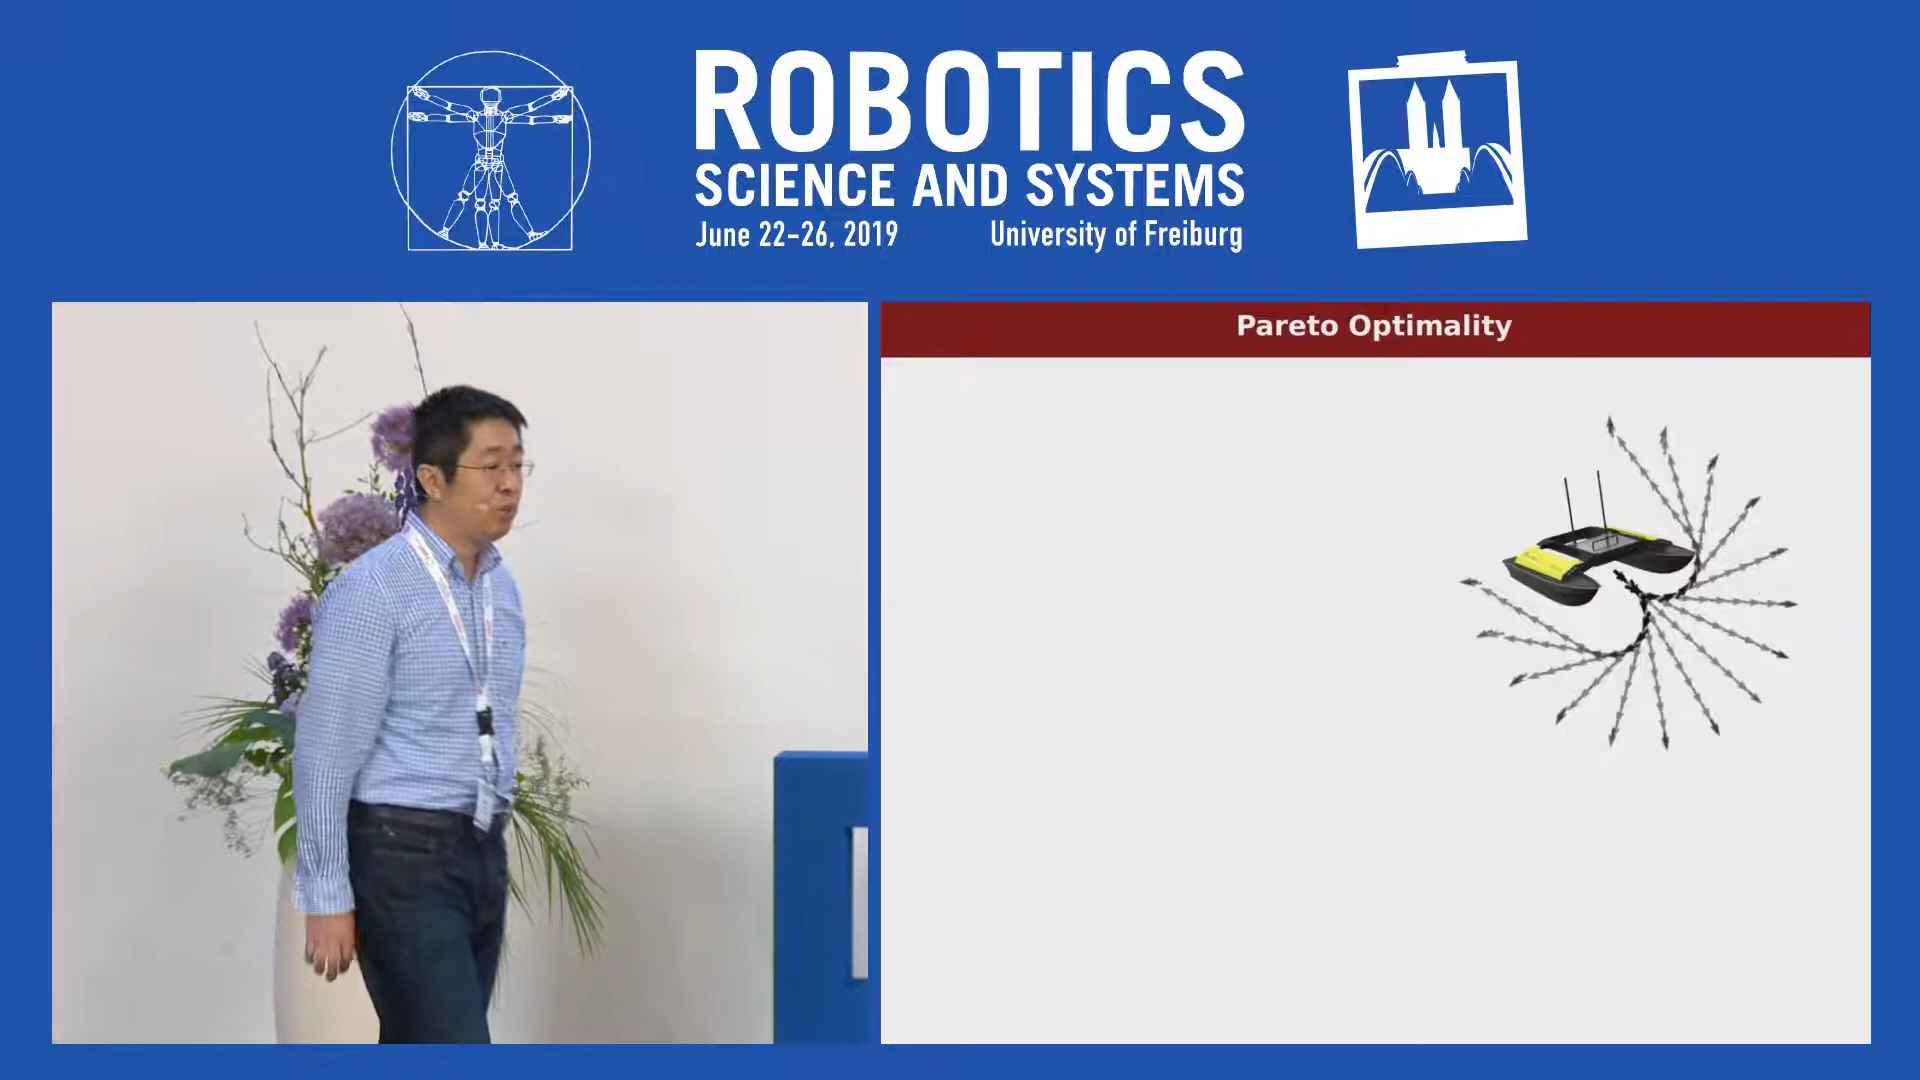 ROBOTICS
SCIENCE AND SYSTEMS
June 22-26, 2019 University of Freiburg
Pareto Optimality